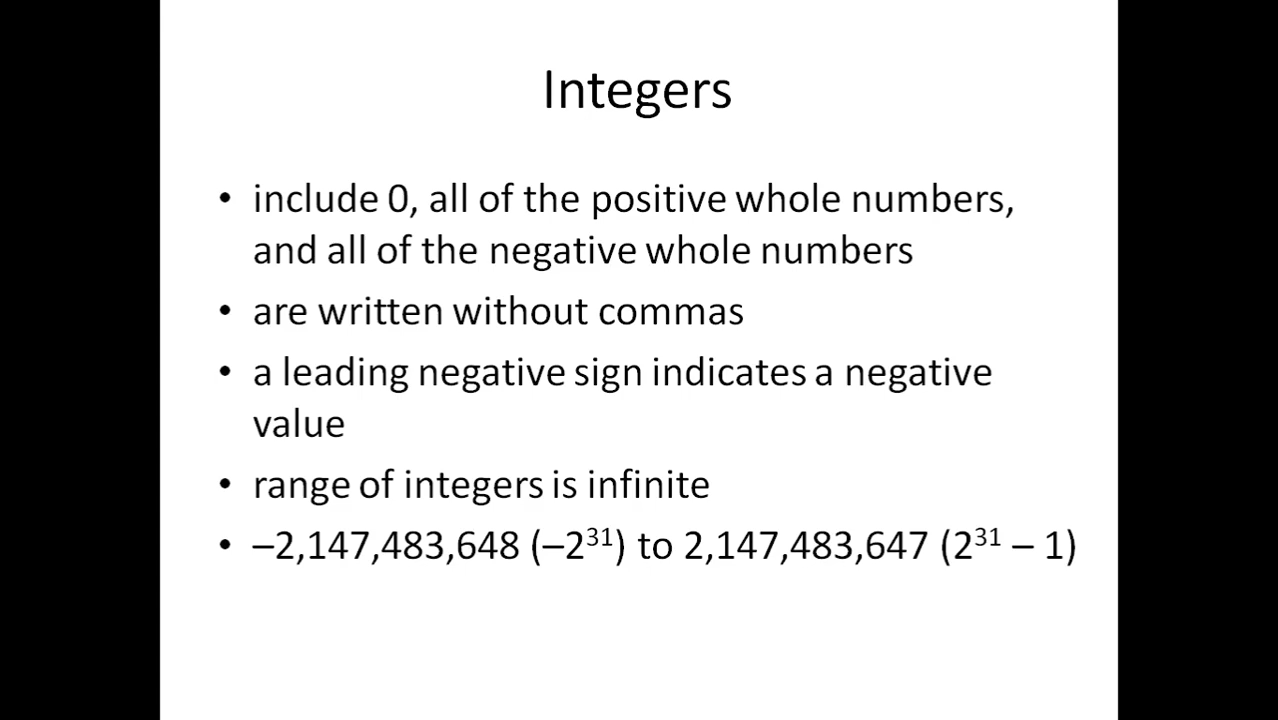 Integers
• include 0, all of the positive whole numbers,
and all of the negative whole numbers
• are written without commas
• a leading negative sign indicates a negative
value
• range of integers is infinite
• –2,147,483,648 (–2³¹) to 2,147,483,647 (2³¹ – 1)